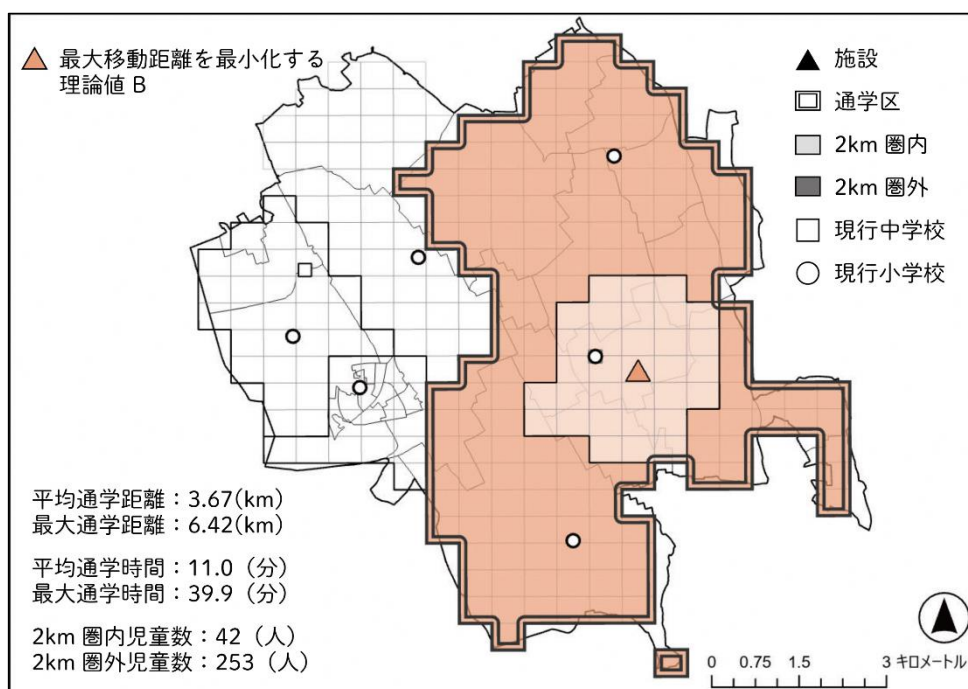 最大移動距離を最小化する
理論値 B
施設
通学区
2km 圏内
2km 圏外
現行中学校
現行小学校
平均通学距離：3.67(km)
最大通学距離：6.42(km)
平均通学時間：11.0（分）
最大通学時間：39.9（分）
2km 圏内児童数：42（人）
2km 圏外児童数：253（人）
0 0.75 1.5 3 キロメートル